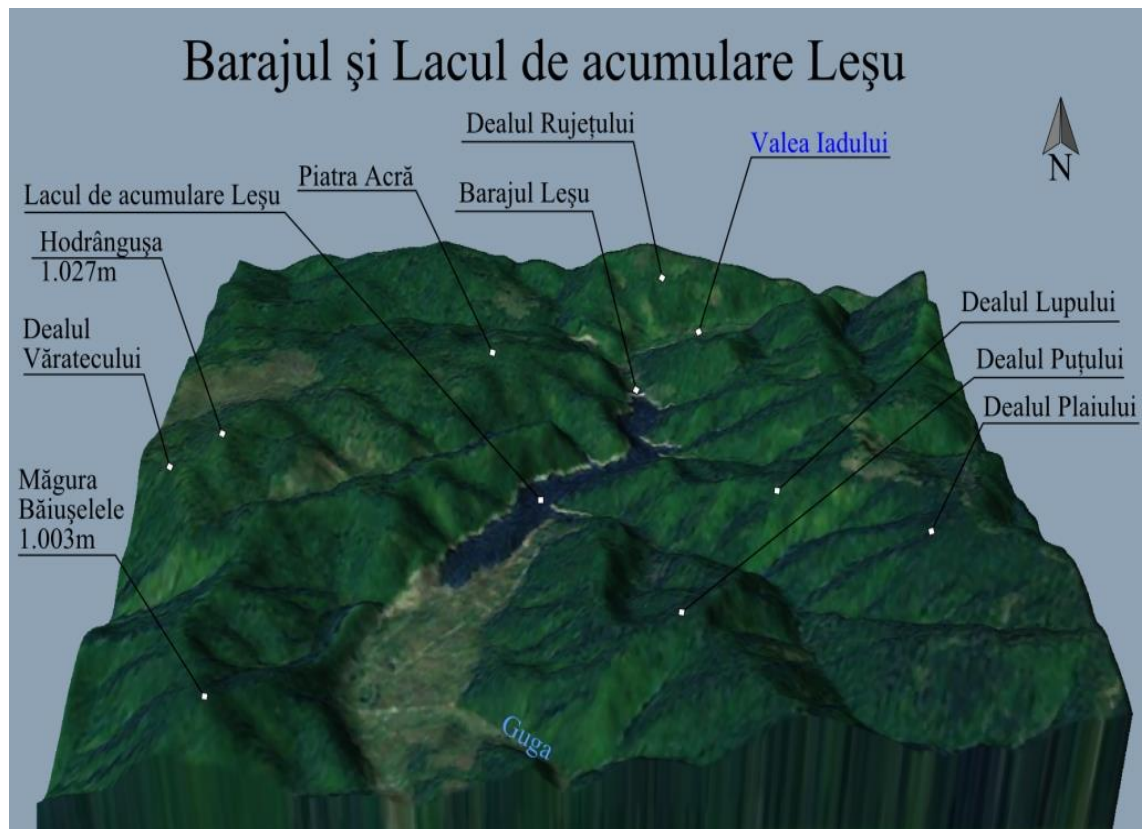 Barajul şi Lacul de acumulare Leşu
Dealul Rujeţului
Valea Iadului
N
Piatra Acră
Barajul Leşu
Lacul de acumulare Leşu
Hodrânguşa
1.027m
Dealul
Văratecului
Măgura
Băiuşelele
1.003m
Dealul Lupului
Dealul Puţului
Dealul Plaiului
Guga